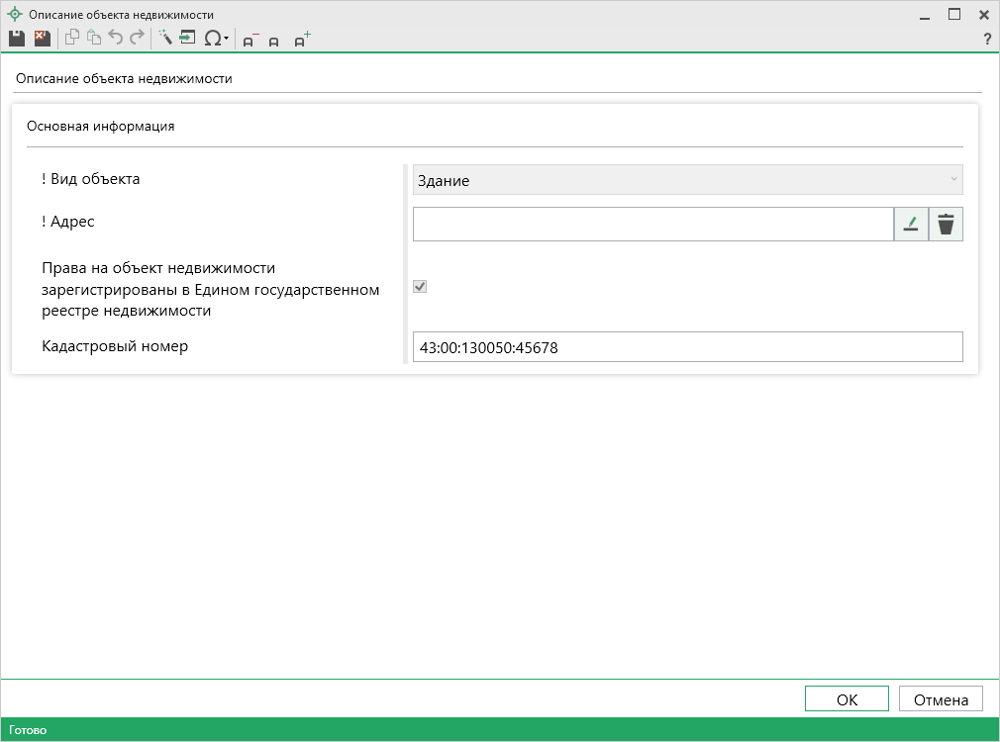 Описание объекта недвижимости
?
Описание объекта недвижимости
Основная информация
! Вид объекта
Здание
! Адрес
Права на объект недвижимости
зарегистрированы в Едином государственном
реестре недвижимости
Кадастровый номер
43:00:130050:45678
OK
Отмена
Готово